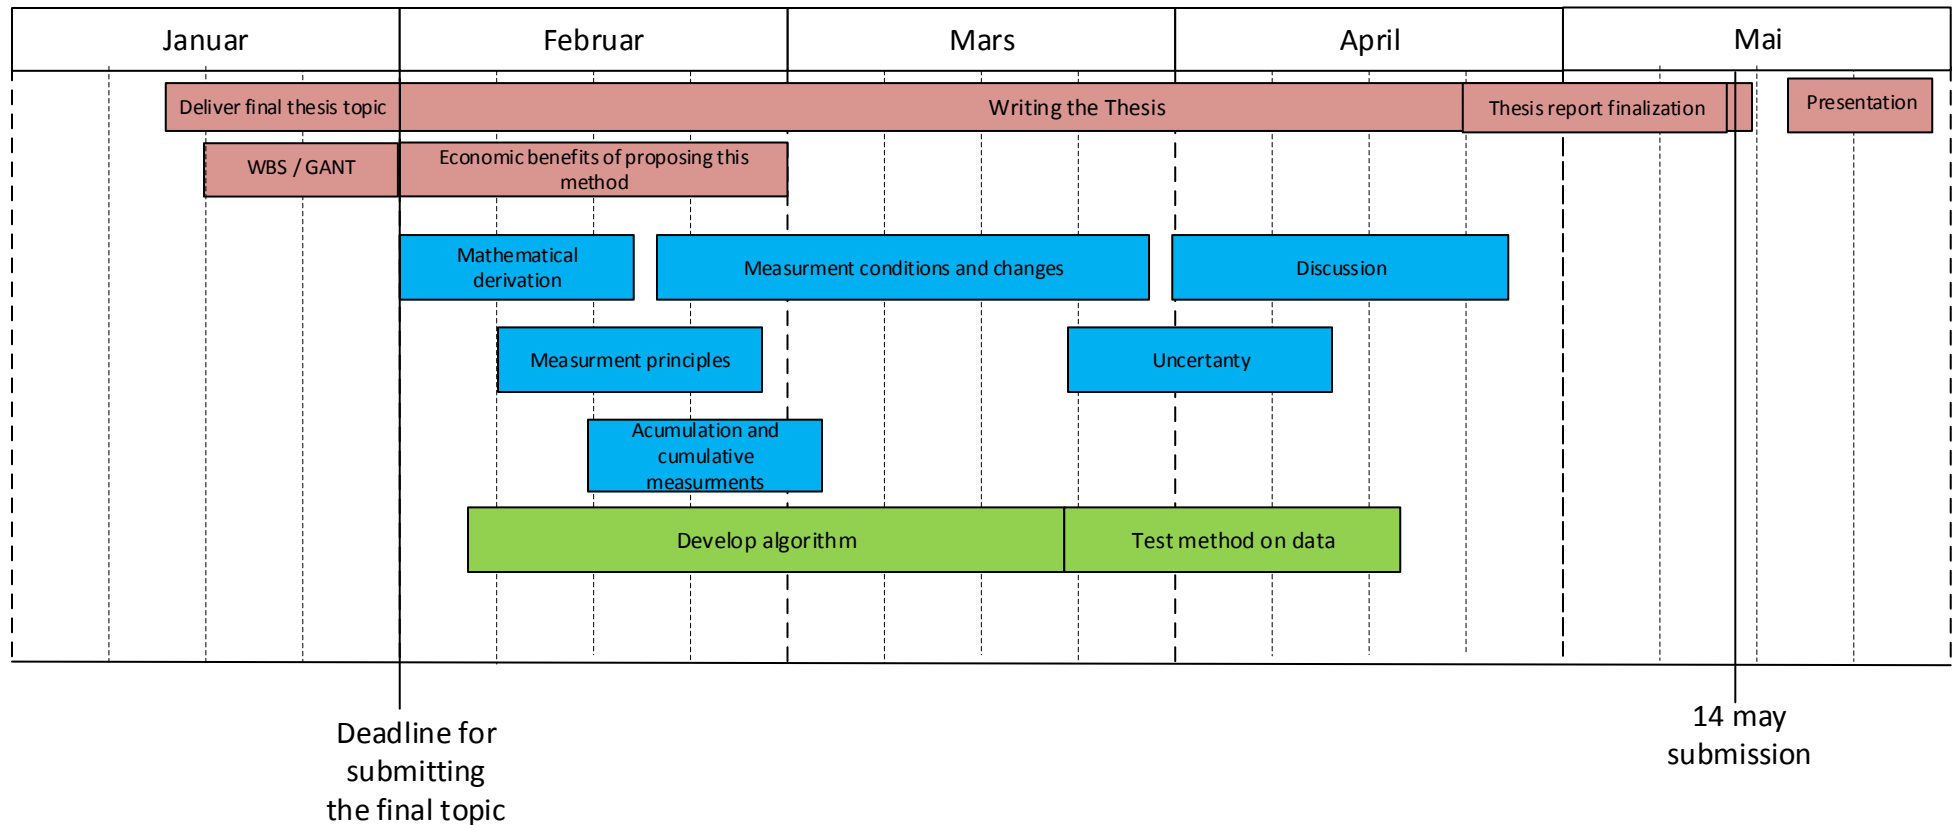 Januar
Februar
Mars
April
Mai
Deliver final thesis topic
Writing the Thesis
Thesis report finalization
Presentation
WBS / GANT
Economic benefits of proposing this
method
Mathematical
derivation
Measurment conditions and changes
Discussion
Measurment principles
Uncertanty
Acumulation and
cumulative
measurments
Develop algorithm
Test method on data
Deadline for
submitting
the final topic
14 may
submission